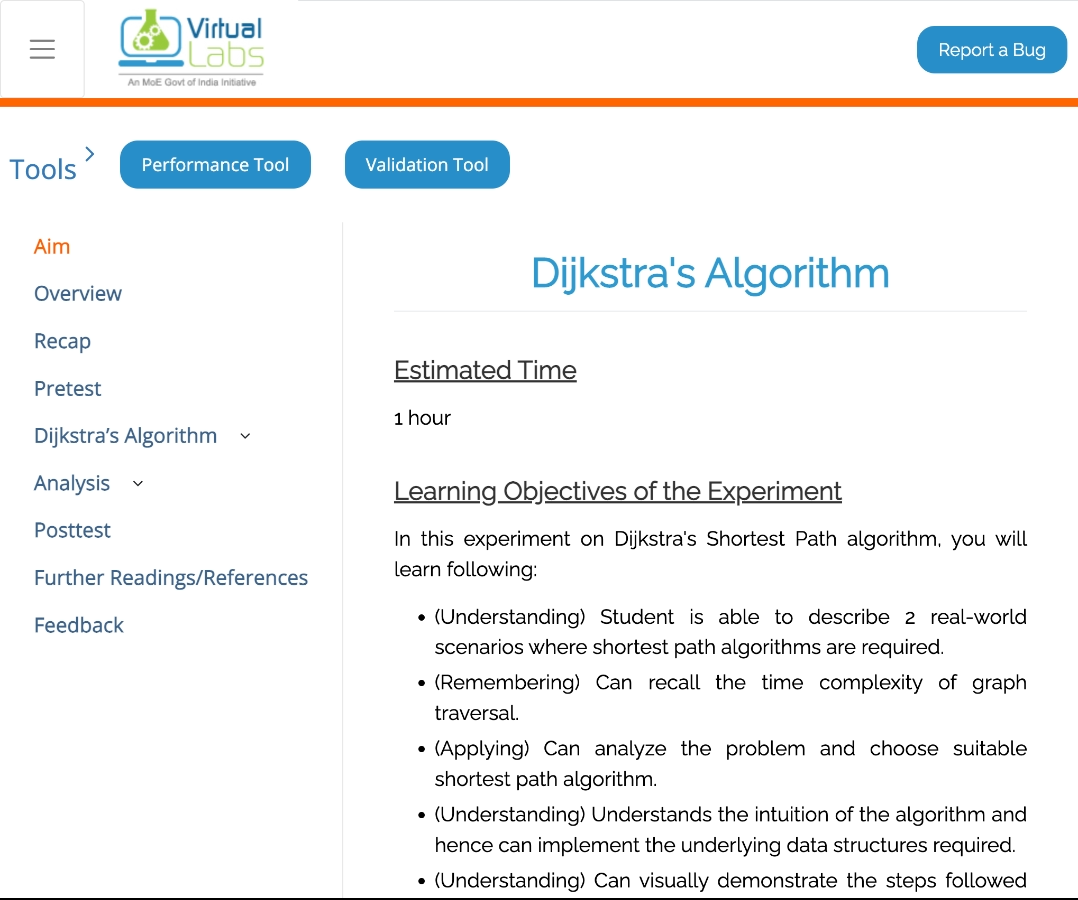 Virtual
Labs
An MoE Govt of India Initiative
Report a Bug
Tools
Performance Tool
Validation Tool
Aim
Overview
Recap
Pretest
Dijkstra’s Algorithm
Analysis
Posttest
Further Readings/References
Feedback
Dijkstra's Algorithm
Estimated Time
1 hour
Learning Objectives of the Experiment
In this experiment on Dijkstra's Shortest Path algorithm, you will
learn following:
• (Understanding) Student is able to describe 2 real-world
scenarios where shortest path algorithms are required.
• (Remembering) Can recall the time complexity of graph
traversal.
• (Applying) Can analyze the problem and choose suitable
shortest path algorithm.
• (Understanding) Understands the intuition of the algorithm and
hence can implement the underlying data structures required.
• (Understanding) Can visually demonstrate the steps followed